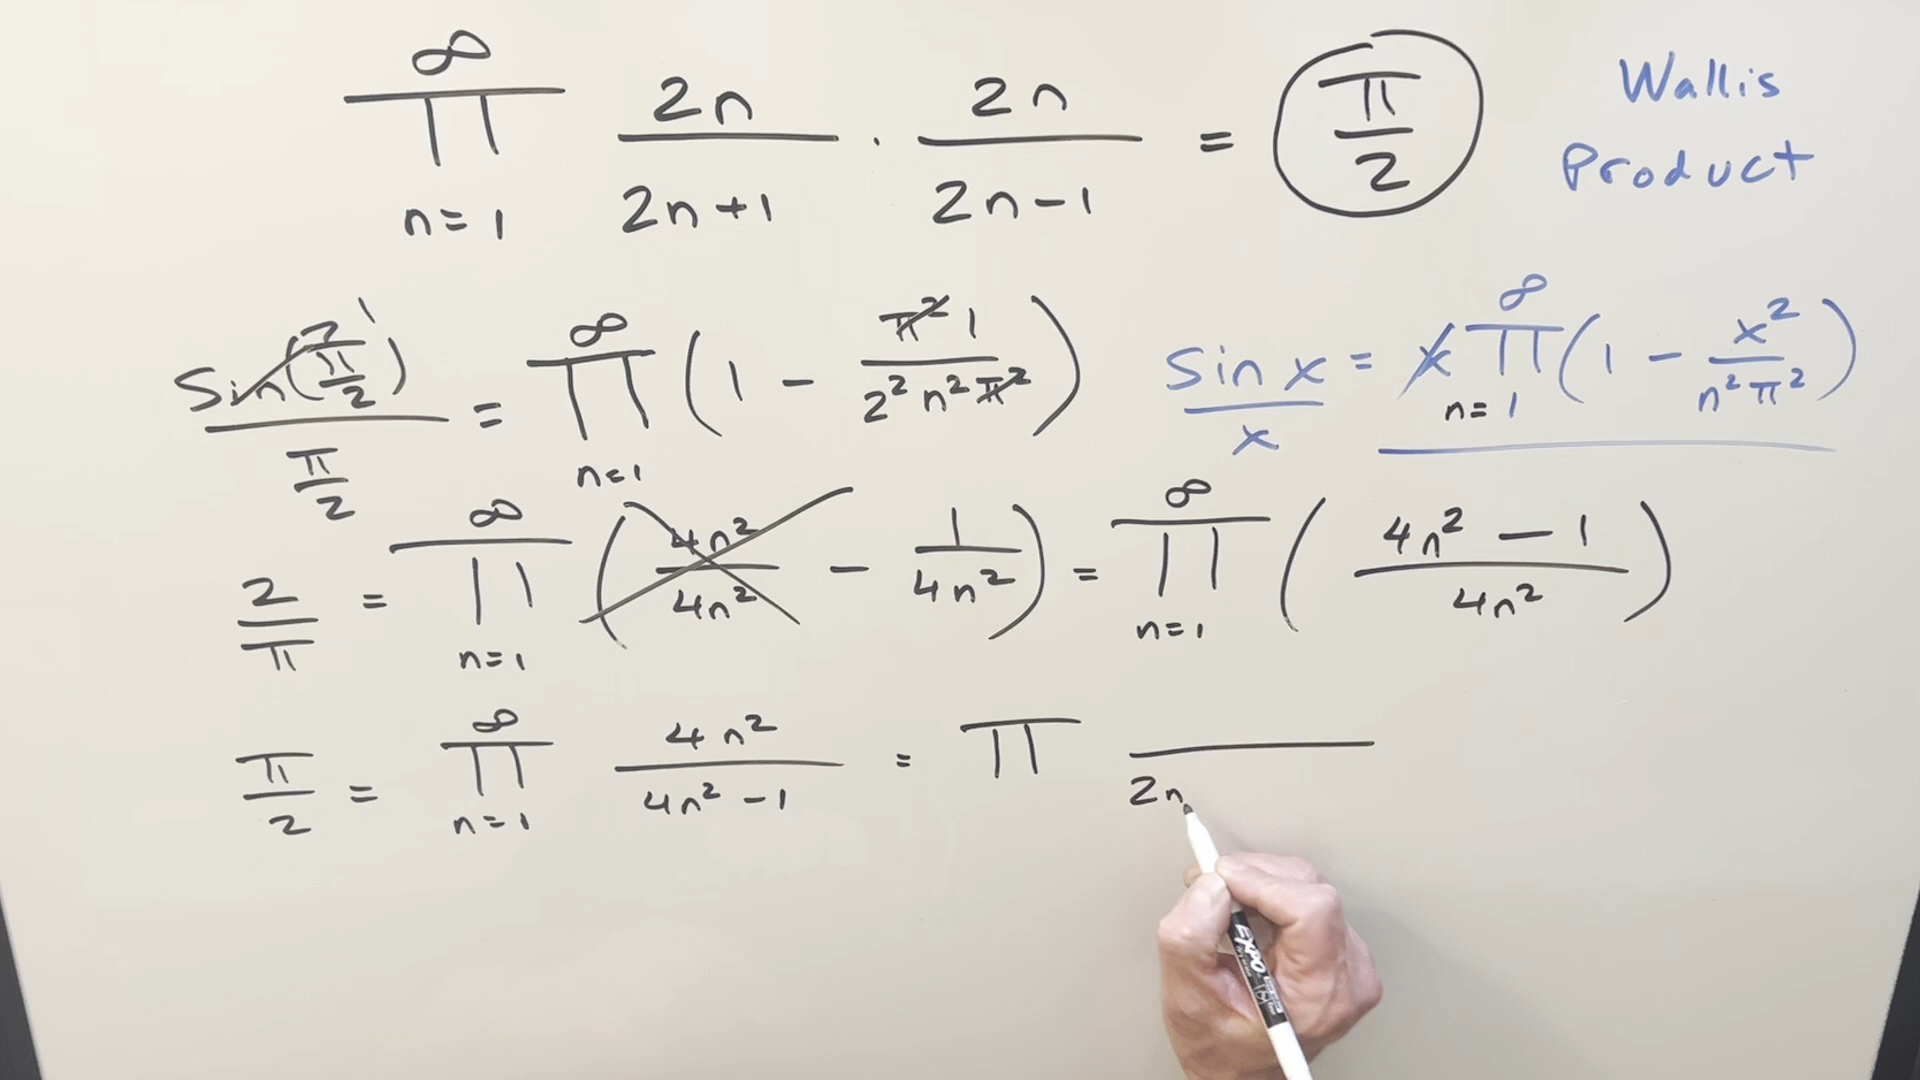 ∞
∏ 2n/2n+1 · 2n/2n-1 = π/2
n=1
Wallis
Product
sin(π/2)/(π/2) = ∏ n=1 ∞ (1 - π² 1/2² n² π²)
sin x/x = x ∏ n=1 ∞ (1 - x²/n² π²)
2/π = ∏ n=1 ∞ (4n²/4n² - 1/4n²) = ∏ n=1 ∞ (4n² - 1/4n²)
π/2 = ∏ n=1 ∞ 4n²/4n² - 1 = ∏ /2n
EXPO